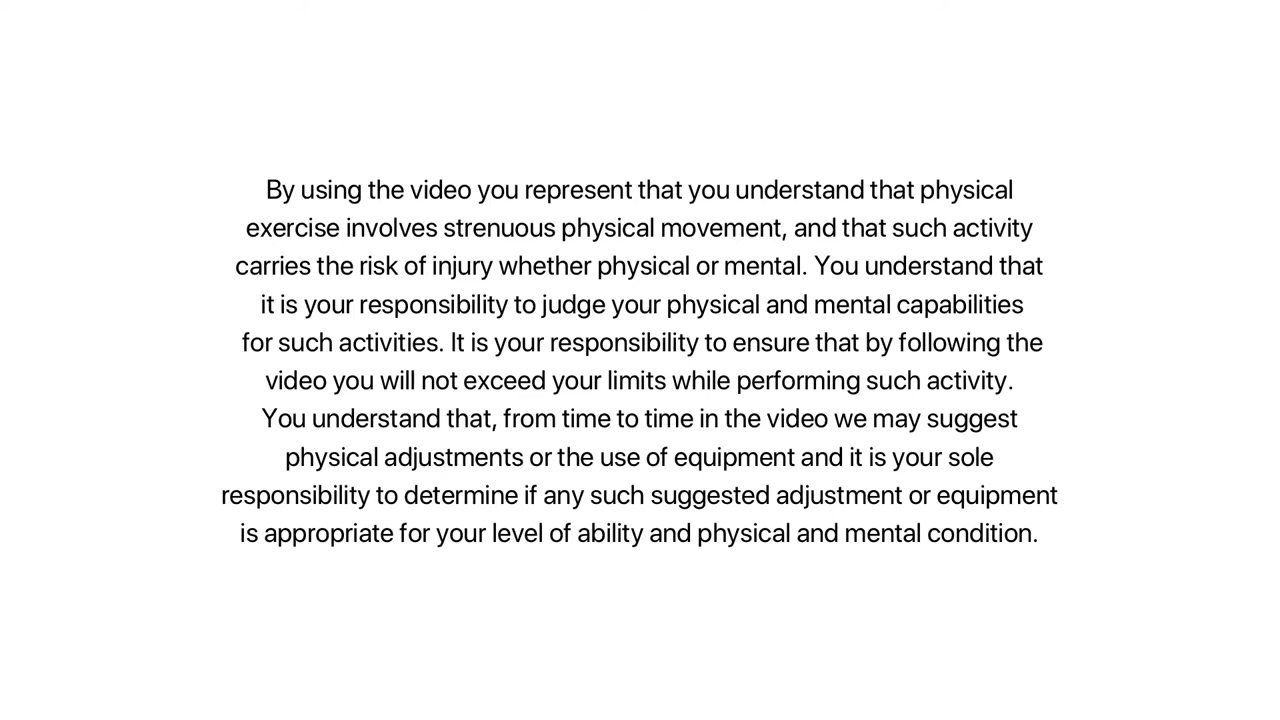 By using the video you represent that you understand that physical
exercise involves strenuous physical movement, and that such activity
carries the risk of injury whether physical or mental. You understand that
it is your responsibility to judge your physical and mental capabilities
for such activities. It is your responsibility to ensure that by following the
video you will not exceed your limits while performing such activity.
You understand that, from time to time in the video we may suggest
physical adjustments or the use of equipment and it is your sole
responsibility to determine if any such suggested adjustment or equipment
is appropriate for your level of ability and physical and mental condition.